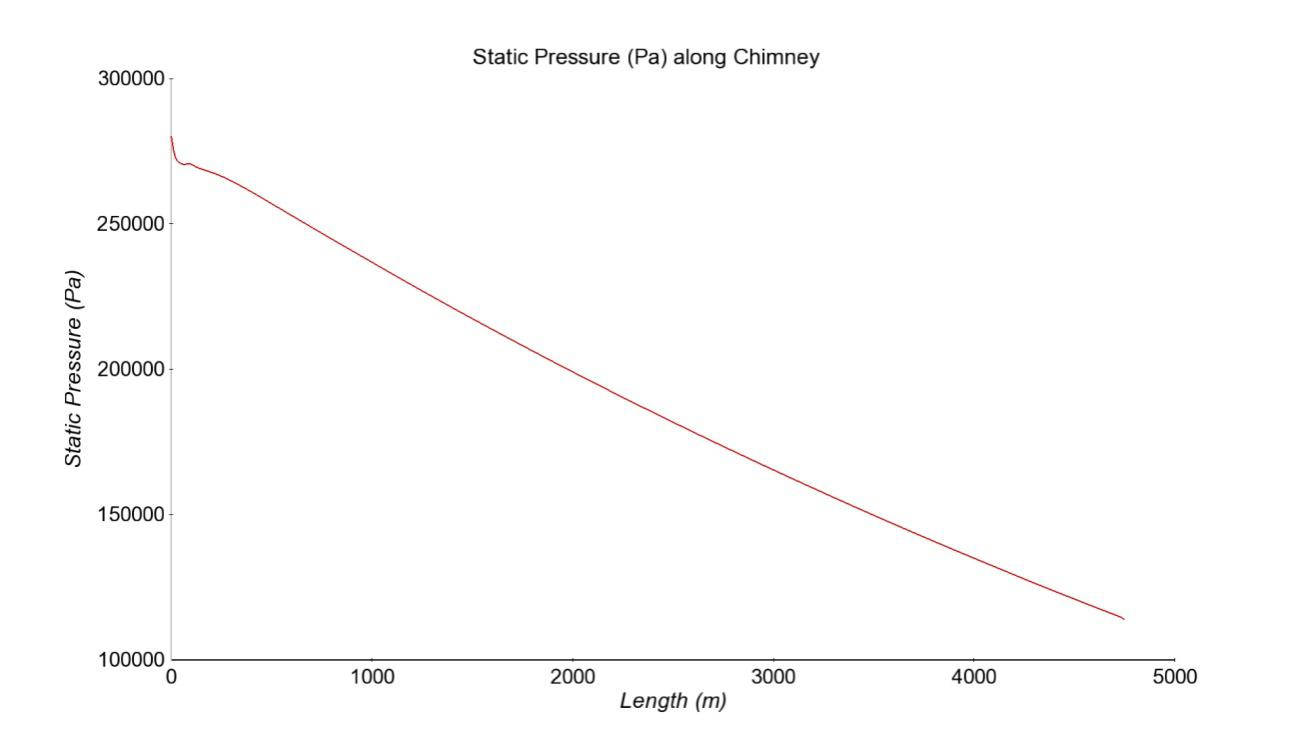 Static Pressure (Pa) along Chimney
300000
250000
200000
150000
100000
Static Pressure (Pa)
0 1000 2000 3000 4000 5000
Length (m)